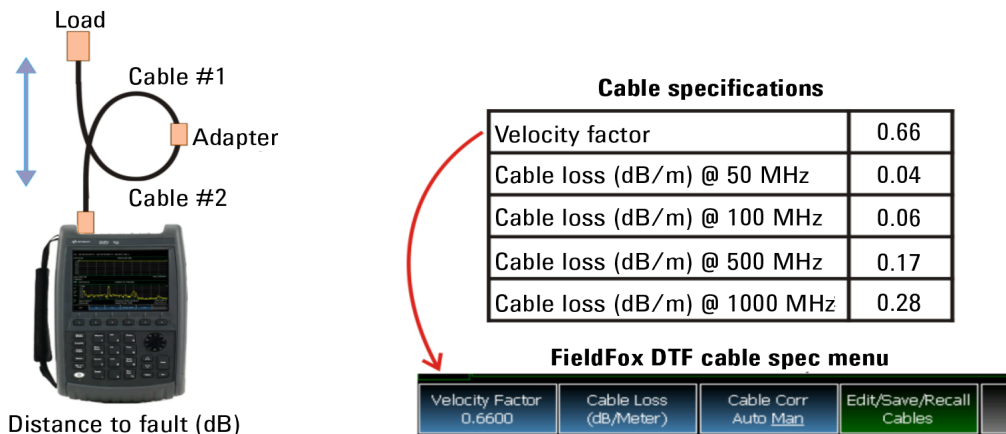 Load
Cable #1
Adapter
Cable #2
Distance to fault (dB)
Cable specifications
Velocity factor 0.66
Cable loss (dB/m) @ 50 MHz 0.04
Cable loss (dB/m) @ 100 MHz 0.06
Cable loss (dB/m) @ 500 MHz 0.17
Cable loss (dB/m) @ 1000 MHz 0.28
FieldFox DTF cable spec menu
Velocity Factor
0.6600
Cable Loss
(dB/Meter)
Cable Corr
Auto Man
Edit/Save/Recall
Cables